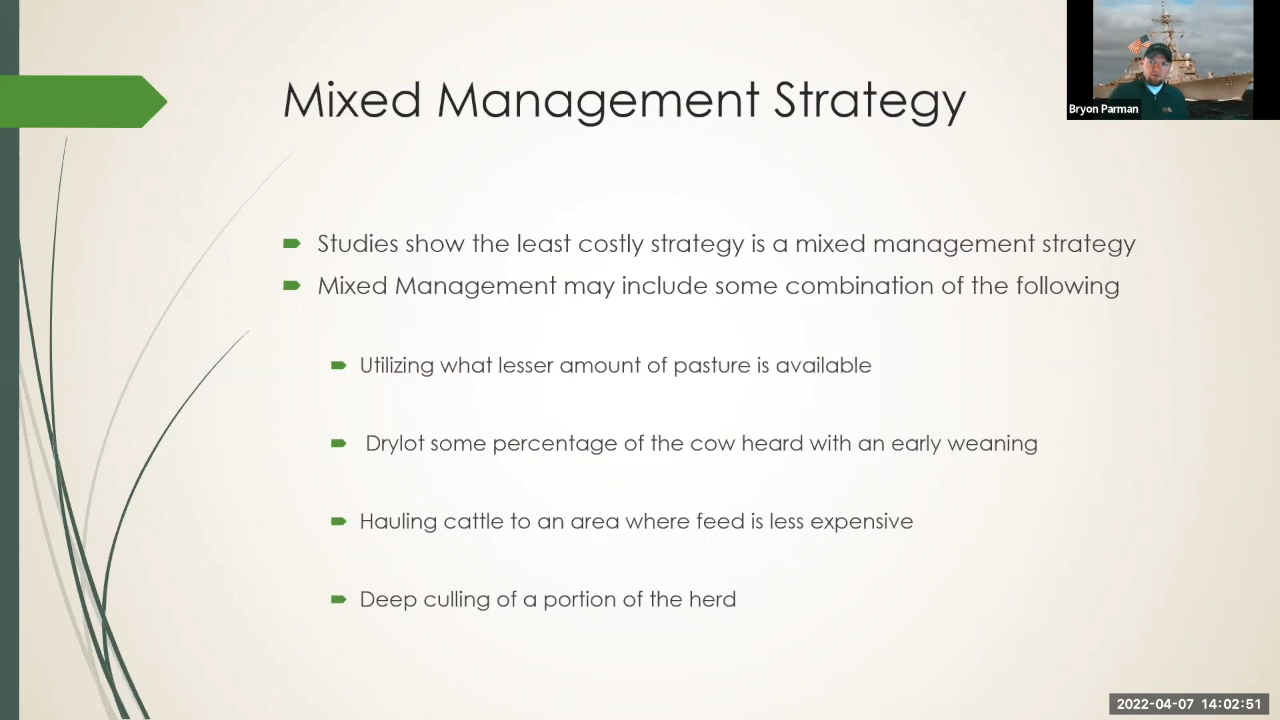 Mixed Management Strategy
Bryon Parman
Studies show the least costly strategy is a mixed management strategy
Mixed Management may include some combination of the following
Utilizing what lesser amount of pasture is available
Drylot some percentage of the cow heard with an early weaning
Hauling cattle to an area where feed is less expensive
Deep culling of a portion of the herd
2022-04-07 14:02:51